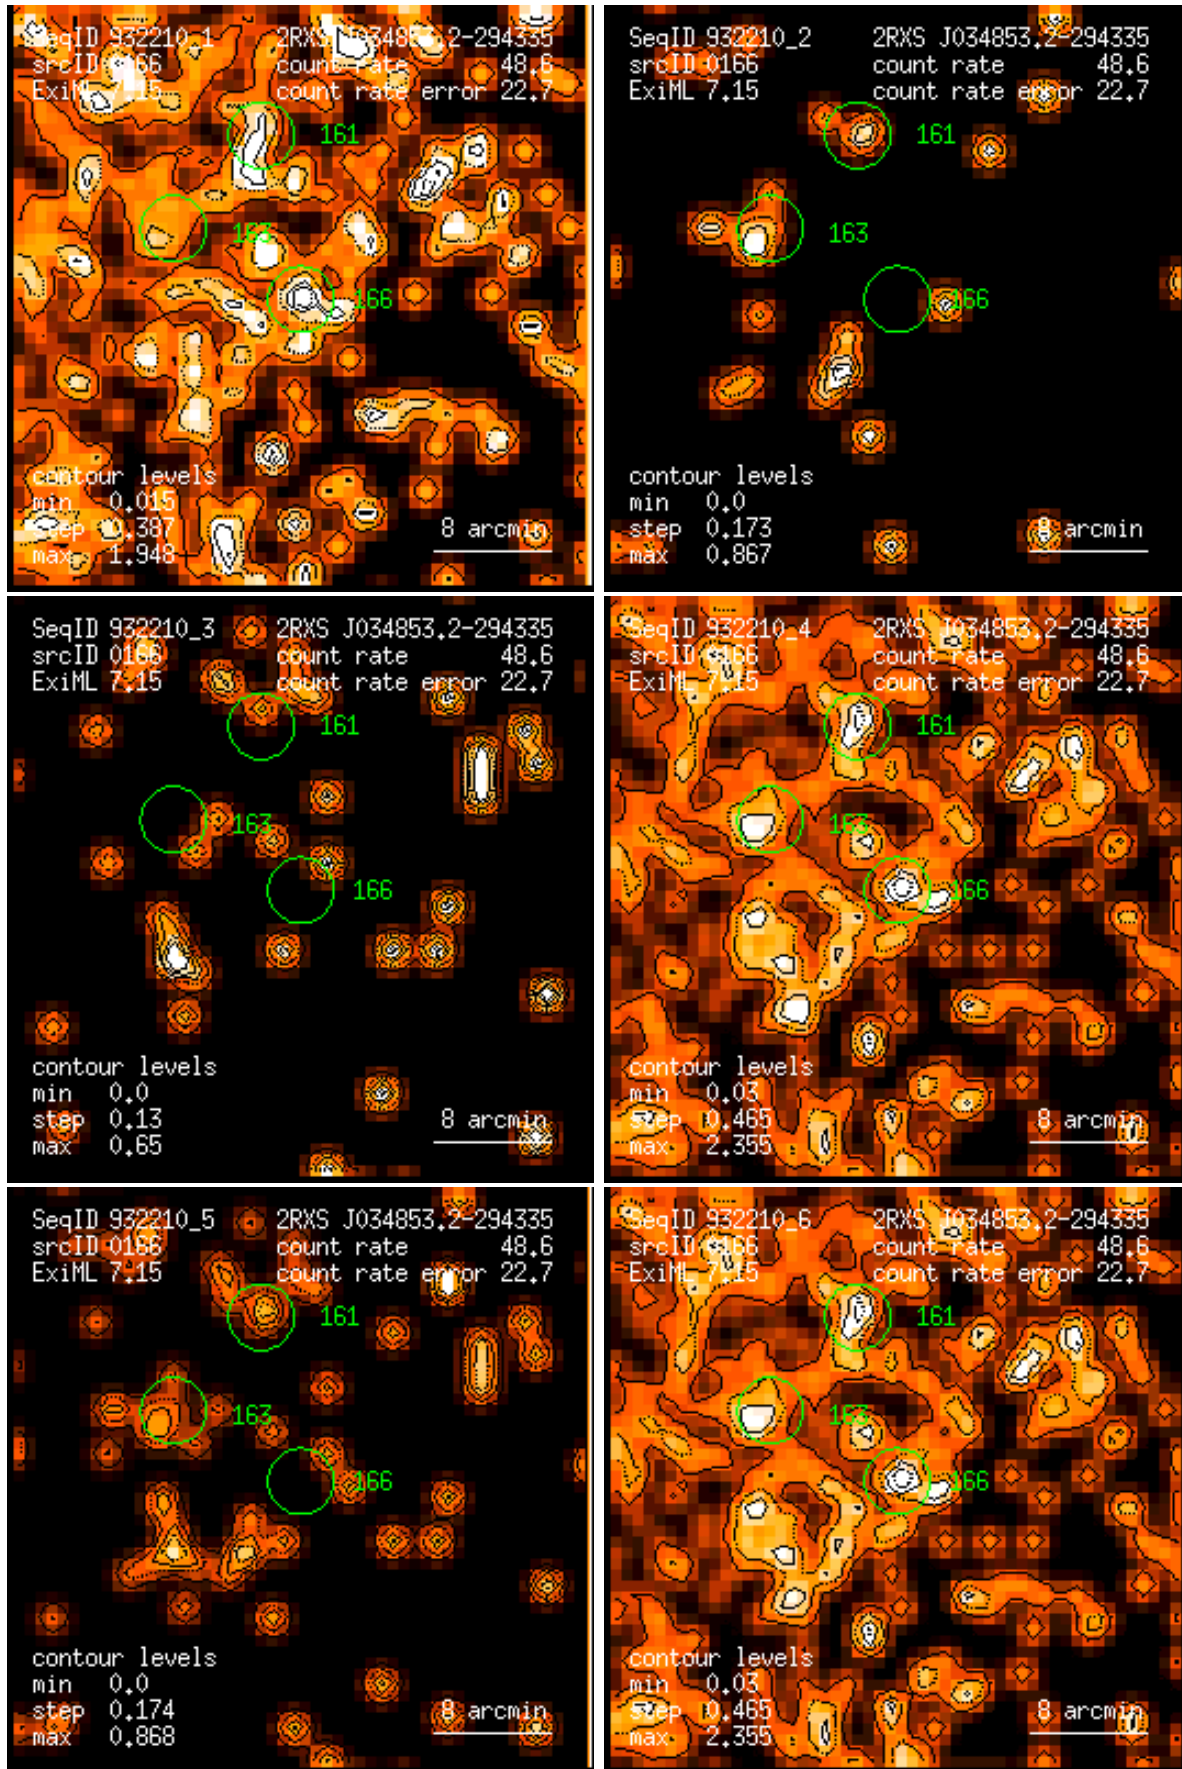 SeqID 932210_1 2RXS J034853.2-294335
srcID 0166 count rate 48.6
ExiML 7.15 count rate error 22.7
161
163
166
contour levels
min 0.015
step 0.387 8 arcmin
max 1.948
SeqID 932210_2 2RXS J034853.2-294335
srcID 0166 count rate 48.6
ExiML 7.15 count rate error 22.7
161
163
166
contour levels
min 0.0
step 0.173 8 arcmin
max 0.867
SeqID 932210_3 2RXS J034853.2-294335
srcID 0166 count rate 48.6
ExiML 7.15 count rate error 22.7
161
163
166
contour levels
min 0.0
step 0.13 8 arcmin
max 0.65
SeqID 932210_4 2RXS J034853.2-294335
srcID 0166 count rate 48.6
ExiML 7.15 count rate error 22.7
161
163
166
contour levels
min 0.03
step 0.465 8 arcmin
max 2.355
SeqID 932210_5 2RXS J034853.2-294335
srcID 0166 count rate 48.6
ExiML 7.15 count rate error 22.7
161
163
166
contour levels
min 0.0
step 0.174 8 arcmin
max 0.868
SeqID 932210_6 2RXS J034853.2-294335
srcID 0166 count rate 48.6
ExiML 7.15 count rate error 22.7
161
163
166
contour levels
min 0.03
step 0.465 8 arcmin
max 2.355